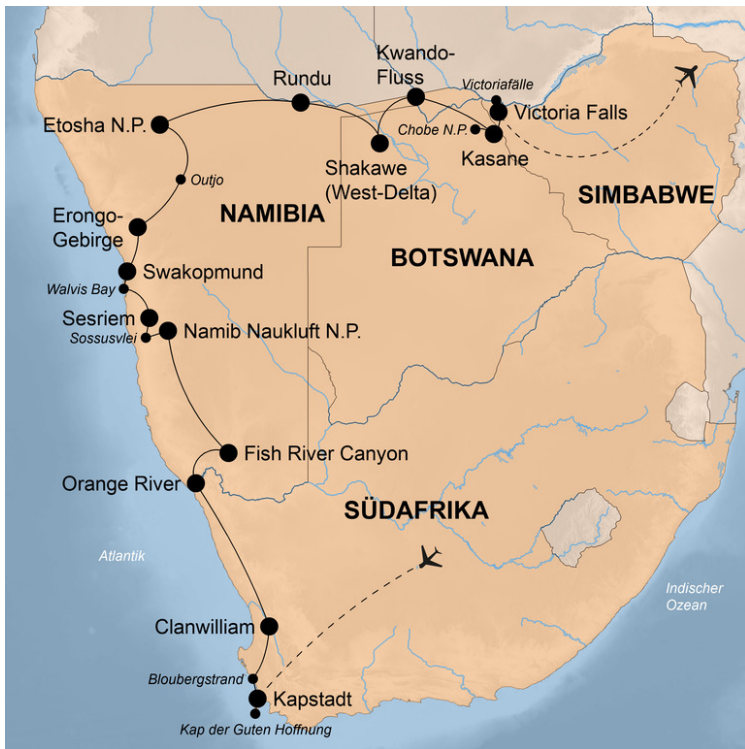 Kwando-
Fluss
Victoriafälle
Rundu
Victoria Falls
Etosha N.P.
Chobe N.P.
Kasane
Shakawe
(West-Delta)
Outjo
SIMBABWE
NAMIBIA
Erongo-
Gebirge
BOTSWANA
Swakopmund
Walvis Bay
Sesriem
Namib Naukluft N.P.
Sossusvlei
Fish River Canyon
Orange River
SÜDAFRIKA
Atlantik
Indischer
Ozean
Clanwilliam
Bloubergstrand
Kapstadt
Kap der Guten Hoffnung